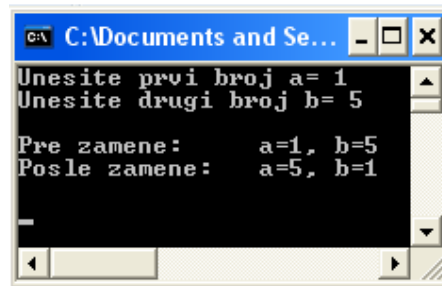 C:\Documents and Se...
Unesite prvi broj a= 1
Unesite drugi broj b= 5
Pre zamene: a=1, b=5
Posle zamene: a=5, b=1